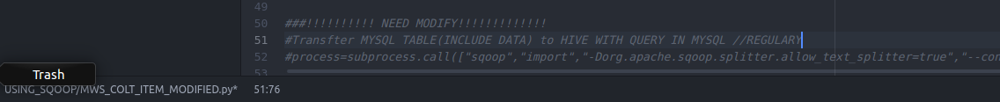 49
50 ###!!!!!!!!!! NEED MODIFY!!!!!!!!!!!!!
51 #Transfter MYSQL TABLE(INCLUDE DATA) to HIVE WITH QUERY IN MYSQL //REGULARY
52 #process=subprocess.call(["sqoop","import","-Dorg.apache.sqoop.splitter.allow_text_splitter=true","--con
53
Trash
USING_SQOOP/MWS_COLT_ITEM_MODIFIED.py* 51:76